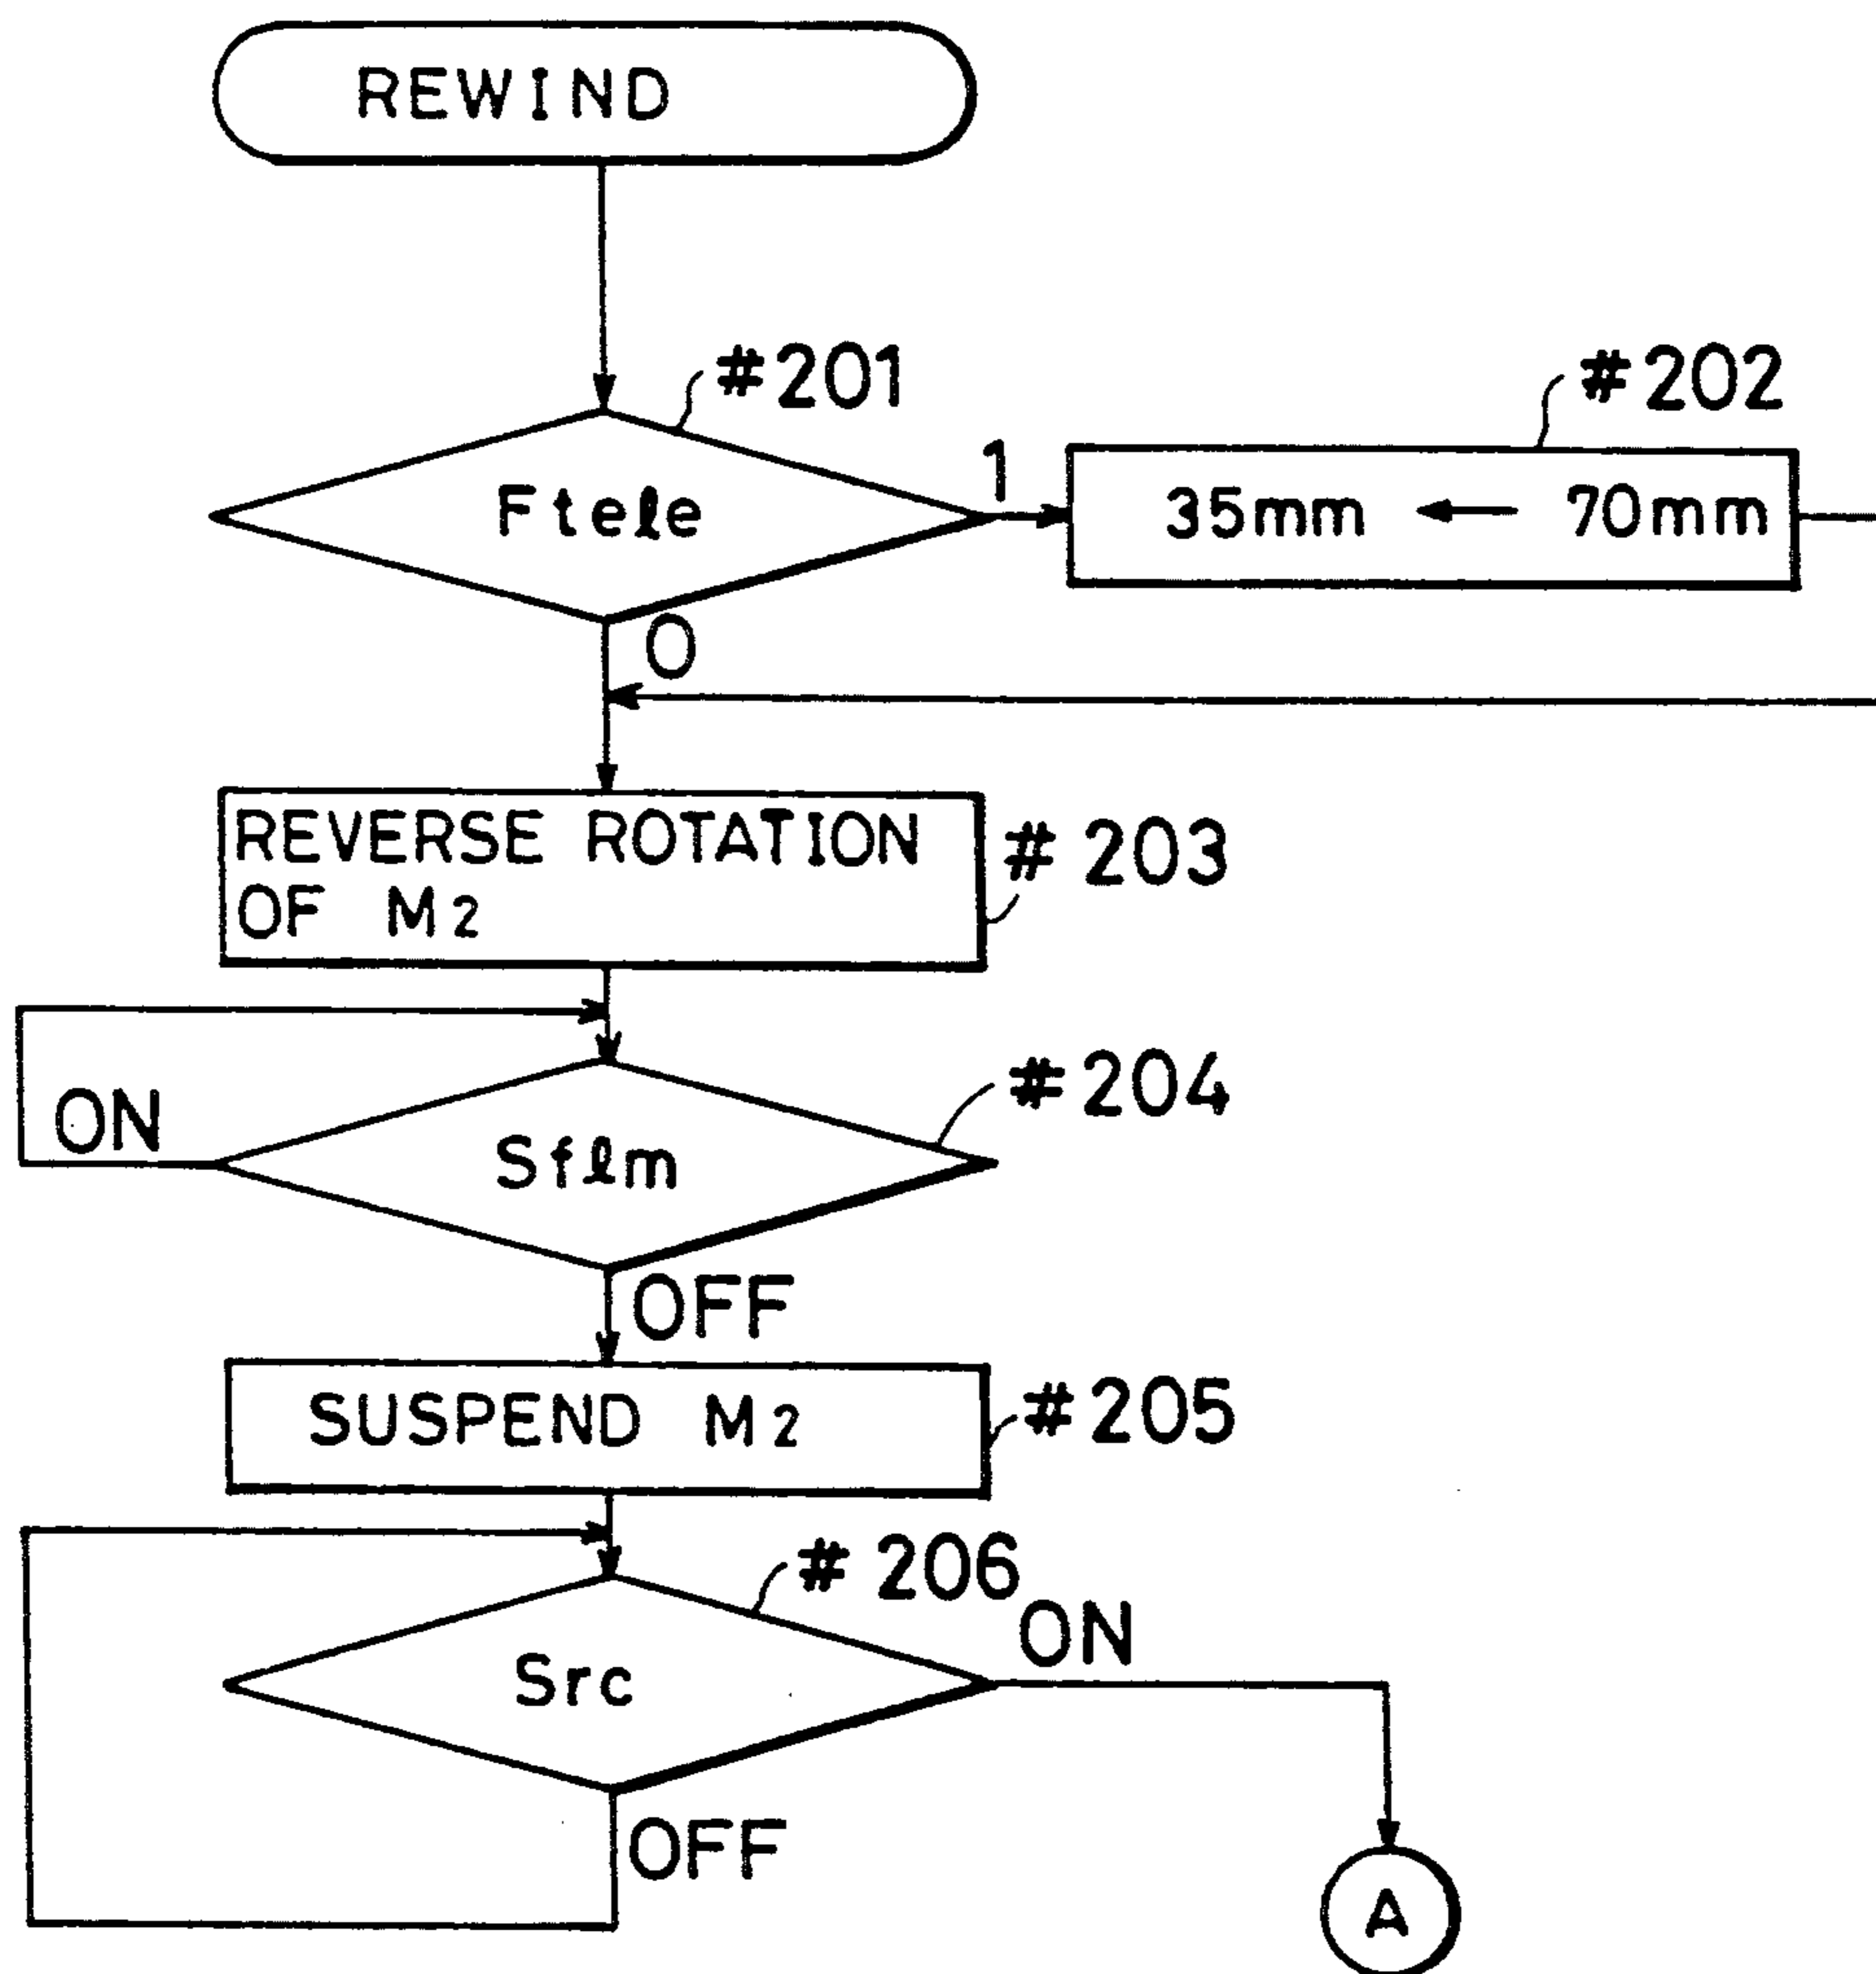 REWIND
#201
#202
Ftele
1
35mm ← 70mm
0
REVERSE ROTATION
OF M2
#203
ON
#204
Sflm
OFF
SUSPEND M2
#205
#206
ON
Src
OFF
A